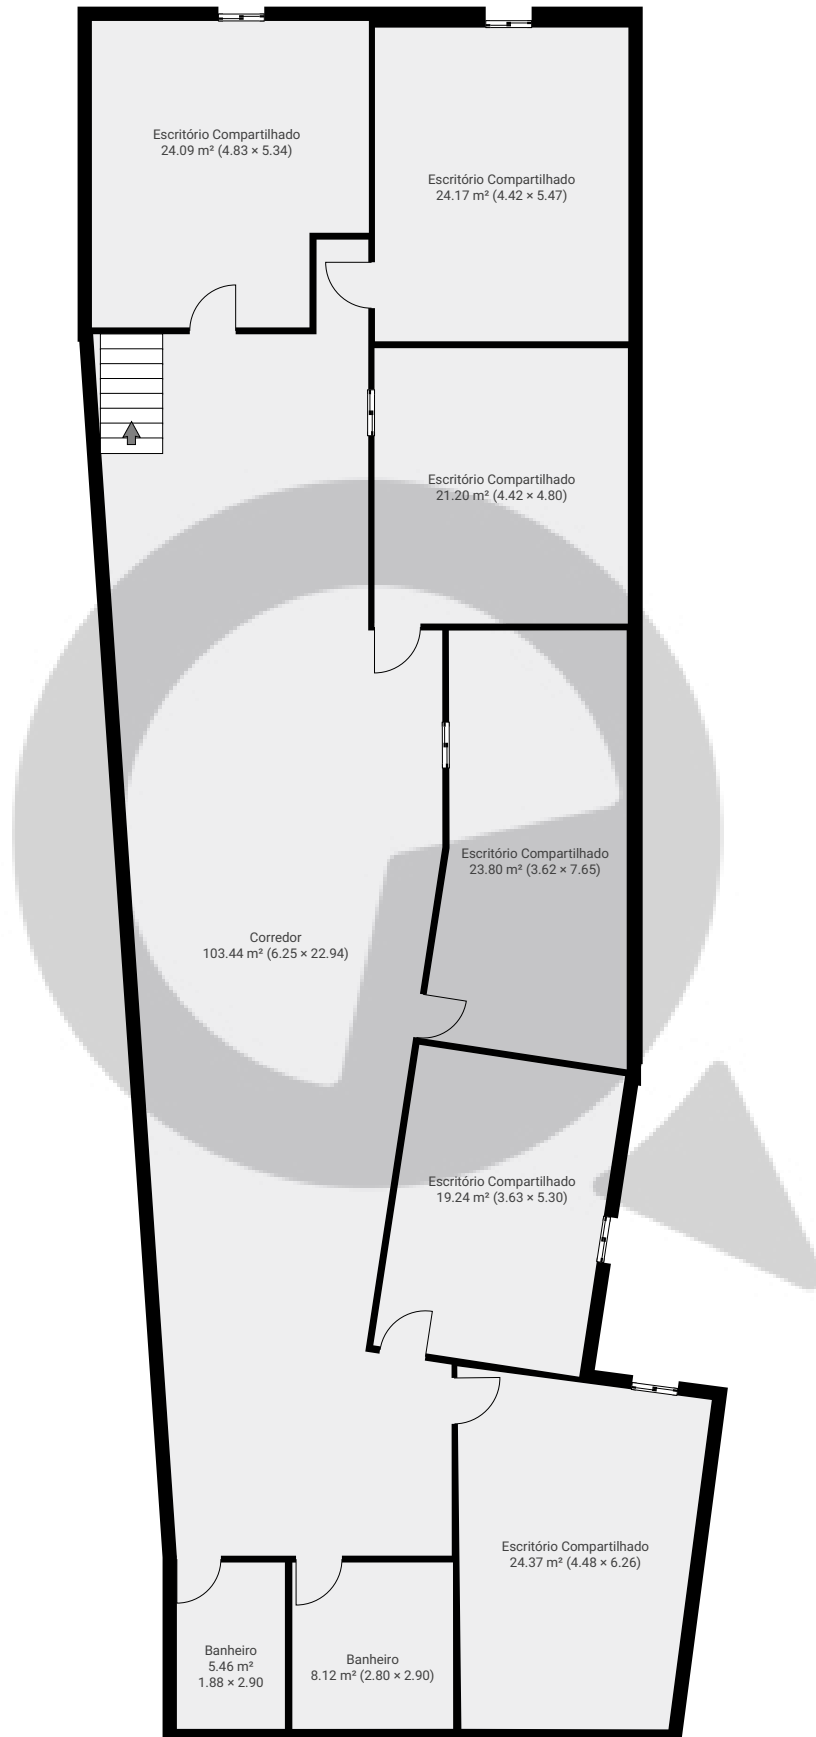 Escritório Compartilhado
24.09 m² (4.83 × 5.34)
Escritório Compartilhado
24.17 m² (4.42 × 5.47)
Escritório Compartilhado
21.20 m² (4.42 × 4.80)
Escritório Compartilhado
23.80 m² (3.62 × 7.65)
Corredor
103.44 m² (6.25 × 22.94)
Escritório Compartilhado
19.24 m² (3.63 × 5.30)
Escritório Compartilhado
24.37 m² (4.48 × 6.26)
Banheiro
5.46 m²
1.88 × 2.90
Banheiro
8.12 m² (2.80 × 2.90)